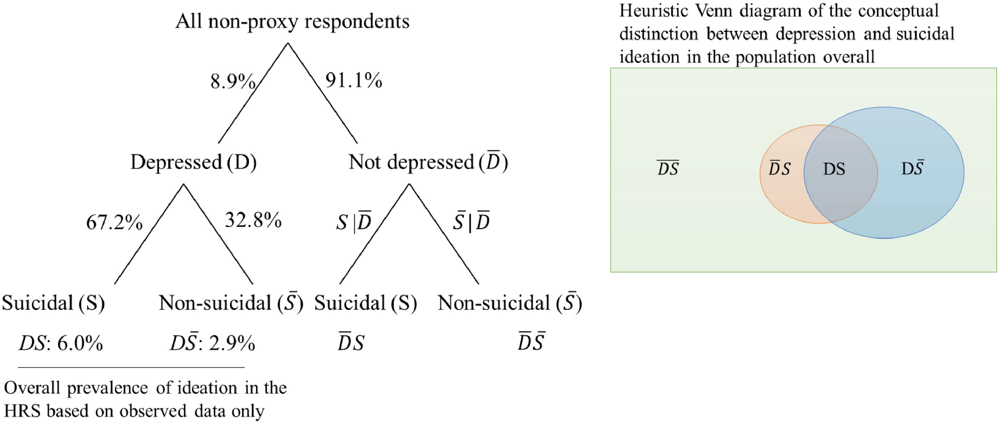 All non-proxy respondents
8.9%
91.1%
Depressed (D)
Not depressed (D̅)
67.2%
32.8%
S |D̅
S̅ | D̅
Suicidal (S)
Non-suicidal (S̅)
Suicidal (S)
Non-suicidal (S̅)
DS: 6.0%
DS̅: 2.9%
D̅S
D̅S̅
Overall prevalence of ideation in the
HRS based on observed data only
Heuristic Venn diagram of the conceptual
distinction between depression and suicidal
ideation in the population overall
D̅S̅
D̅S
DS
DS̅